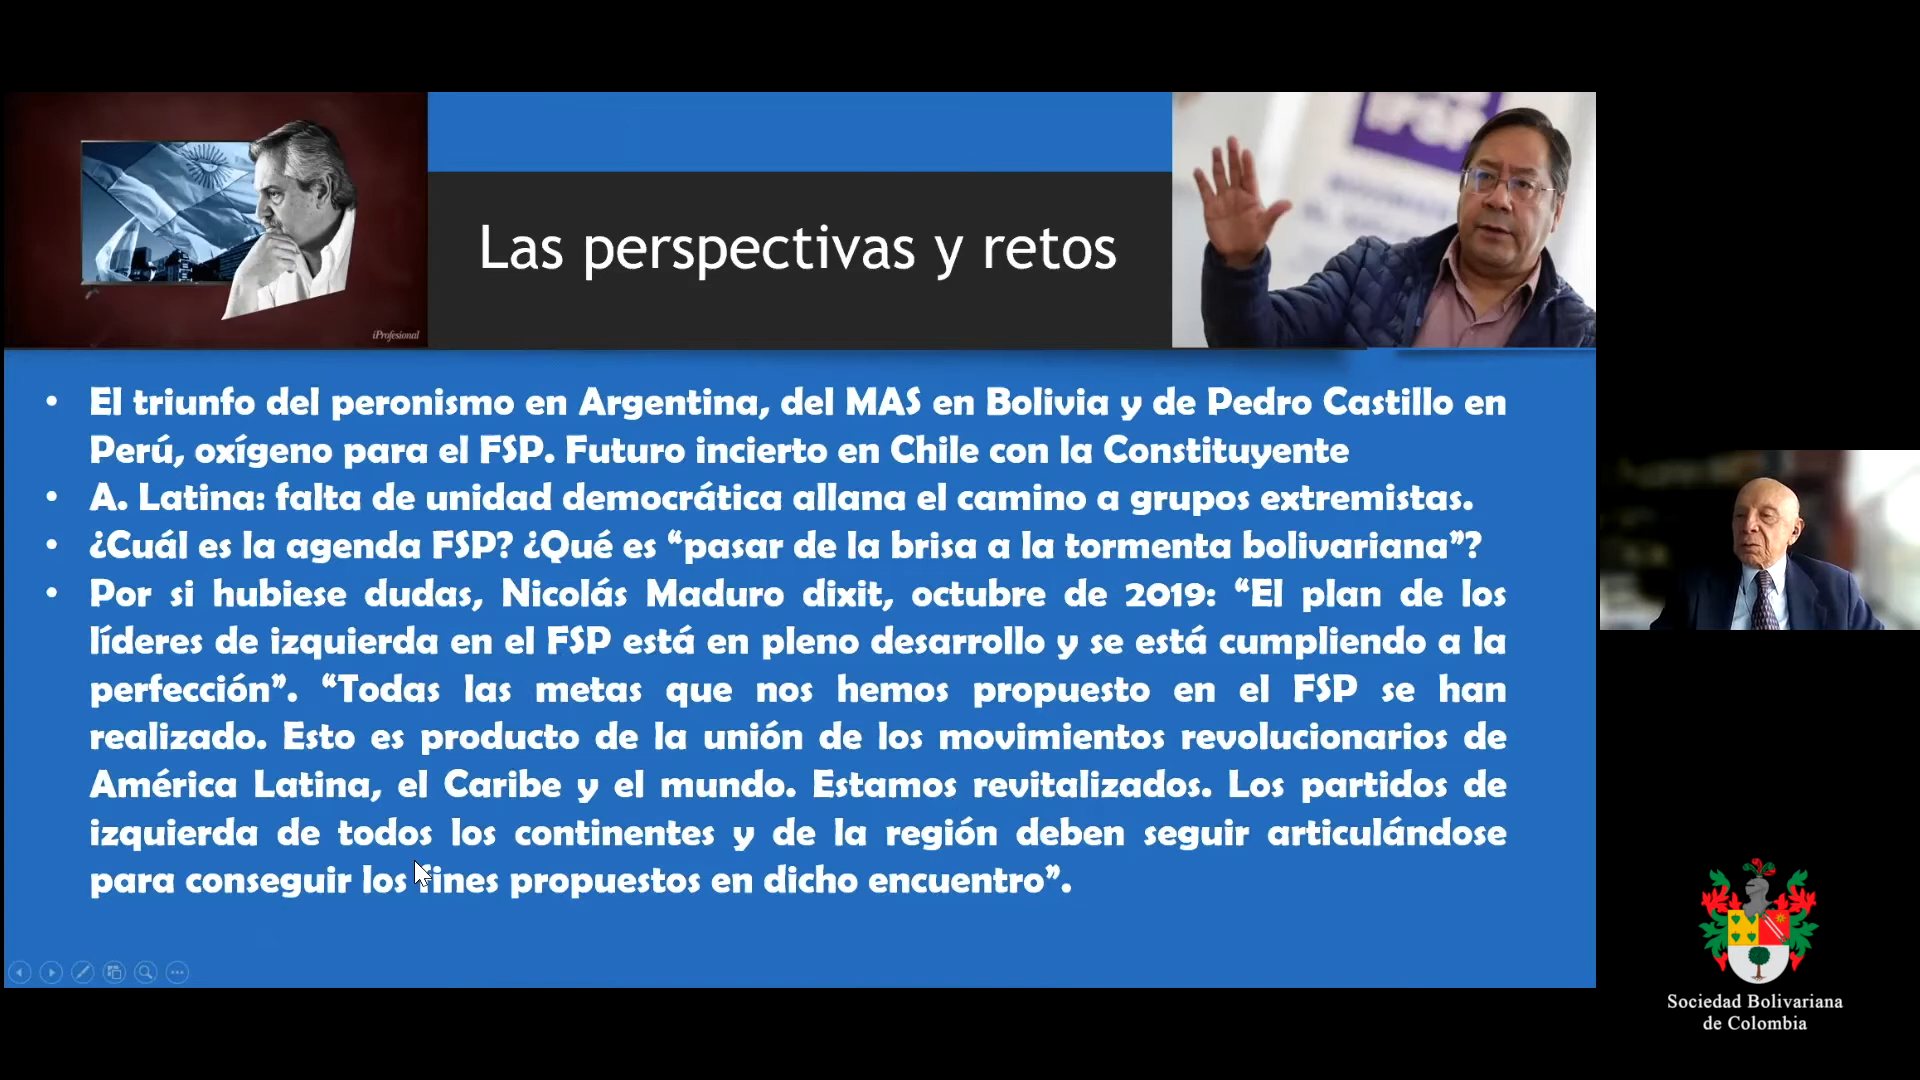 Las perspectivas y retos
iProfesional
• El triunfo del peronismo en Argentina, del MAS en Bolivia y de Pedro Castillo en
Perú, oxígeno para el FSP. Futuro incierto en Chile con la Constituyente
• A. Latina: falta de unidad democrática allana el camino a grupos extremistas.
• ¿Cuál es la agenda FSP? ¿Qué es “pasar de la brisa a la tormenta bolivariana”?
• Por si hubiese dudas, Nicolás Maduro dixit, octubre de 2019: “El plan de los
líderes de izquierda en el FSP está en pleno desarrollo y se está cumpliendo a la
perfección”. “Todas las metas que nos hemos propuesto en el FSP se han
realizado. Esto es producto de la unión de los movimientos revolucionarios de
América Latina, el Caribe y el mundo. Estamos revitalizados. Los partidos de
izquierda de todos los continentes y de la región deben seguir articulándose
para conseguir los fines propuestos en dicho encuentro”.
Sociedad Bolivariana
de Colombia